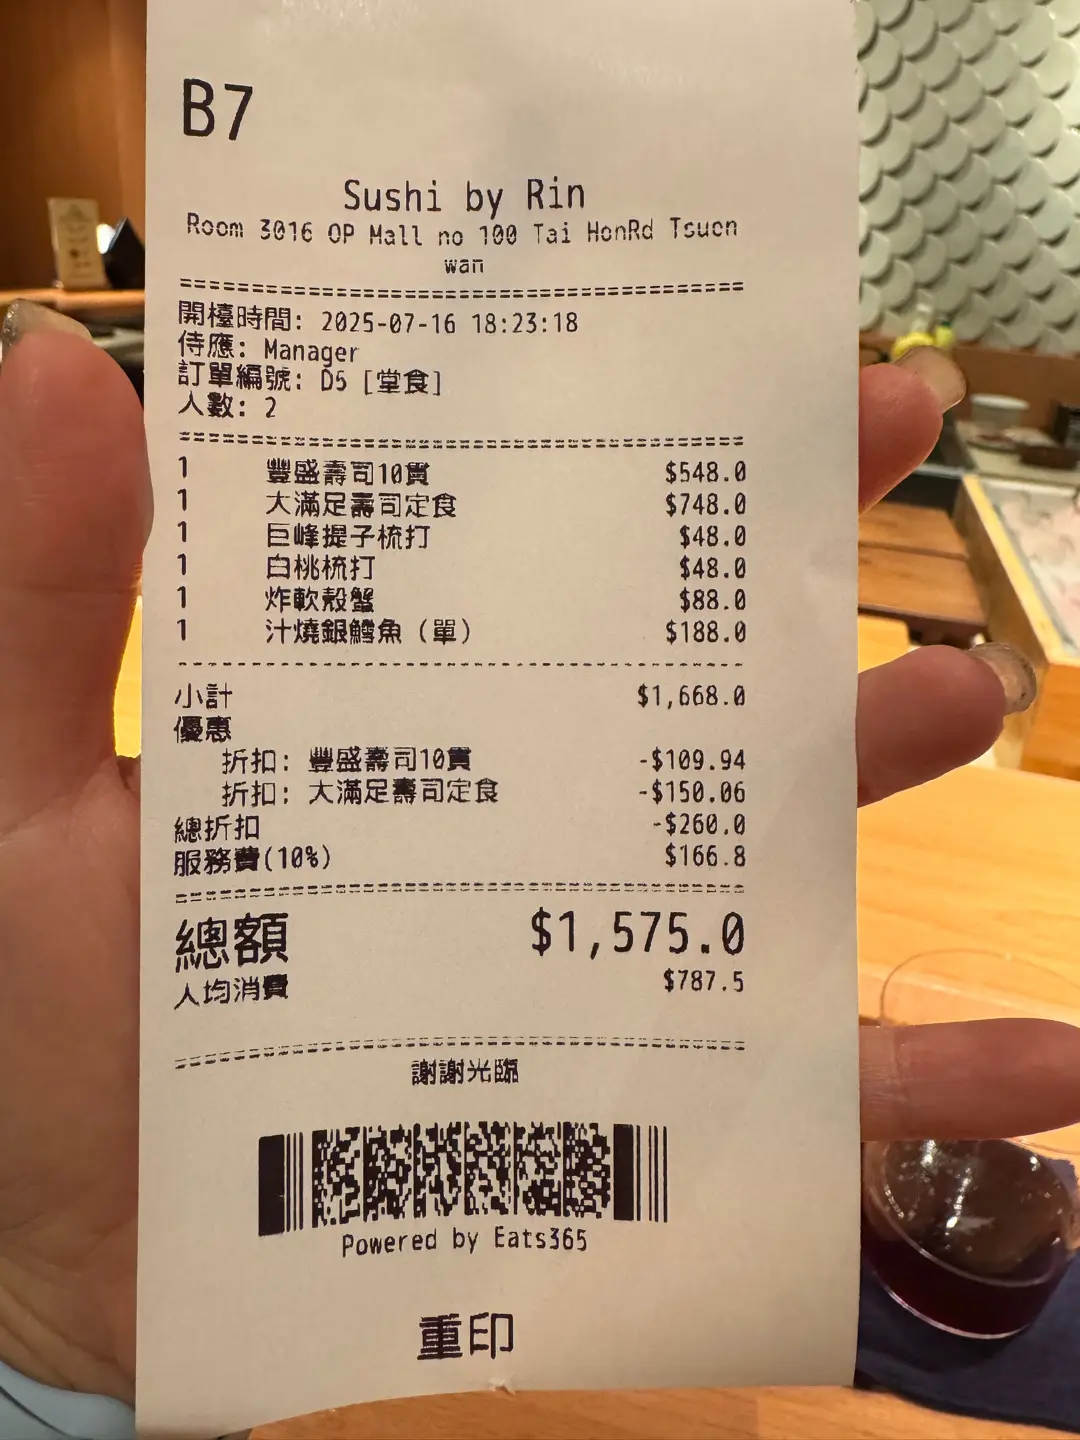 B7
Sushi by Rin
Room 3016 OP Mall no 100 Tai HonRd Tsuen
wan
開檯時間: 2025-07-16 18:23:18
侍應: Manager
訂單編號: D5 [堂食]
人數: 2
1 豐盛壽司10貫 $548.0
1 大滿足壽司定食 $748.0
1 巨峰提子梳打 $48.0
1 白桃梳打 $48.0
1 炸軟殼蟹 $88.0
1 汁燒銀鱈魚 (單) $188.0
小計 $1,668.0
優惠
折扣: 豐盛壽司10貫 -$109.94
折扣: 大滿足壽司定食 -$150.06
總折扣 -$260.0
服務費(10%) $166.8
總額 $1,575.0
人均消費 $787.5
謝謝光臨
Powered by Eats365
重印